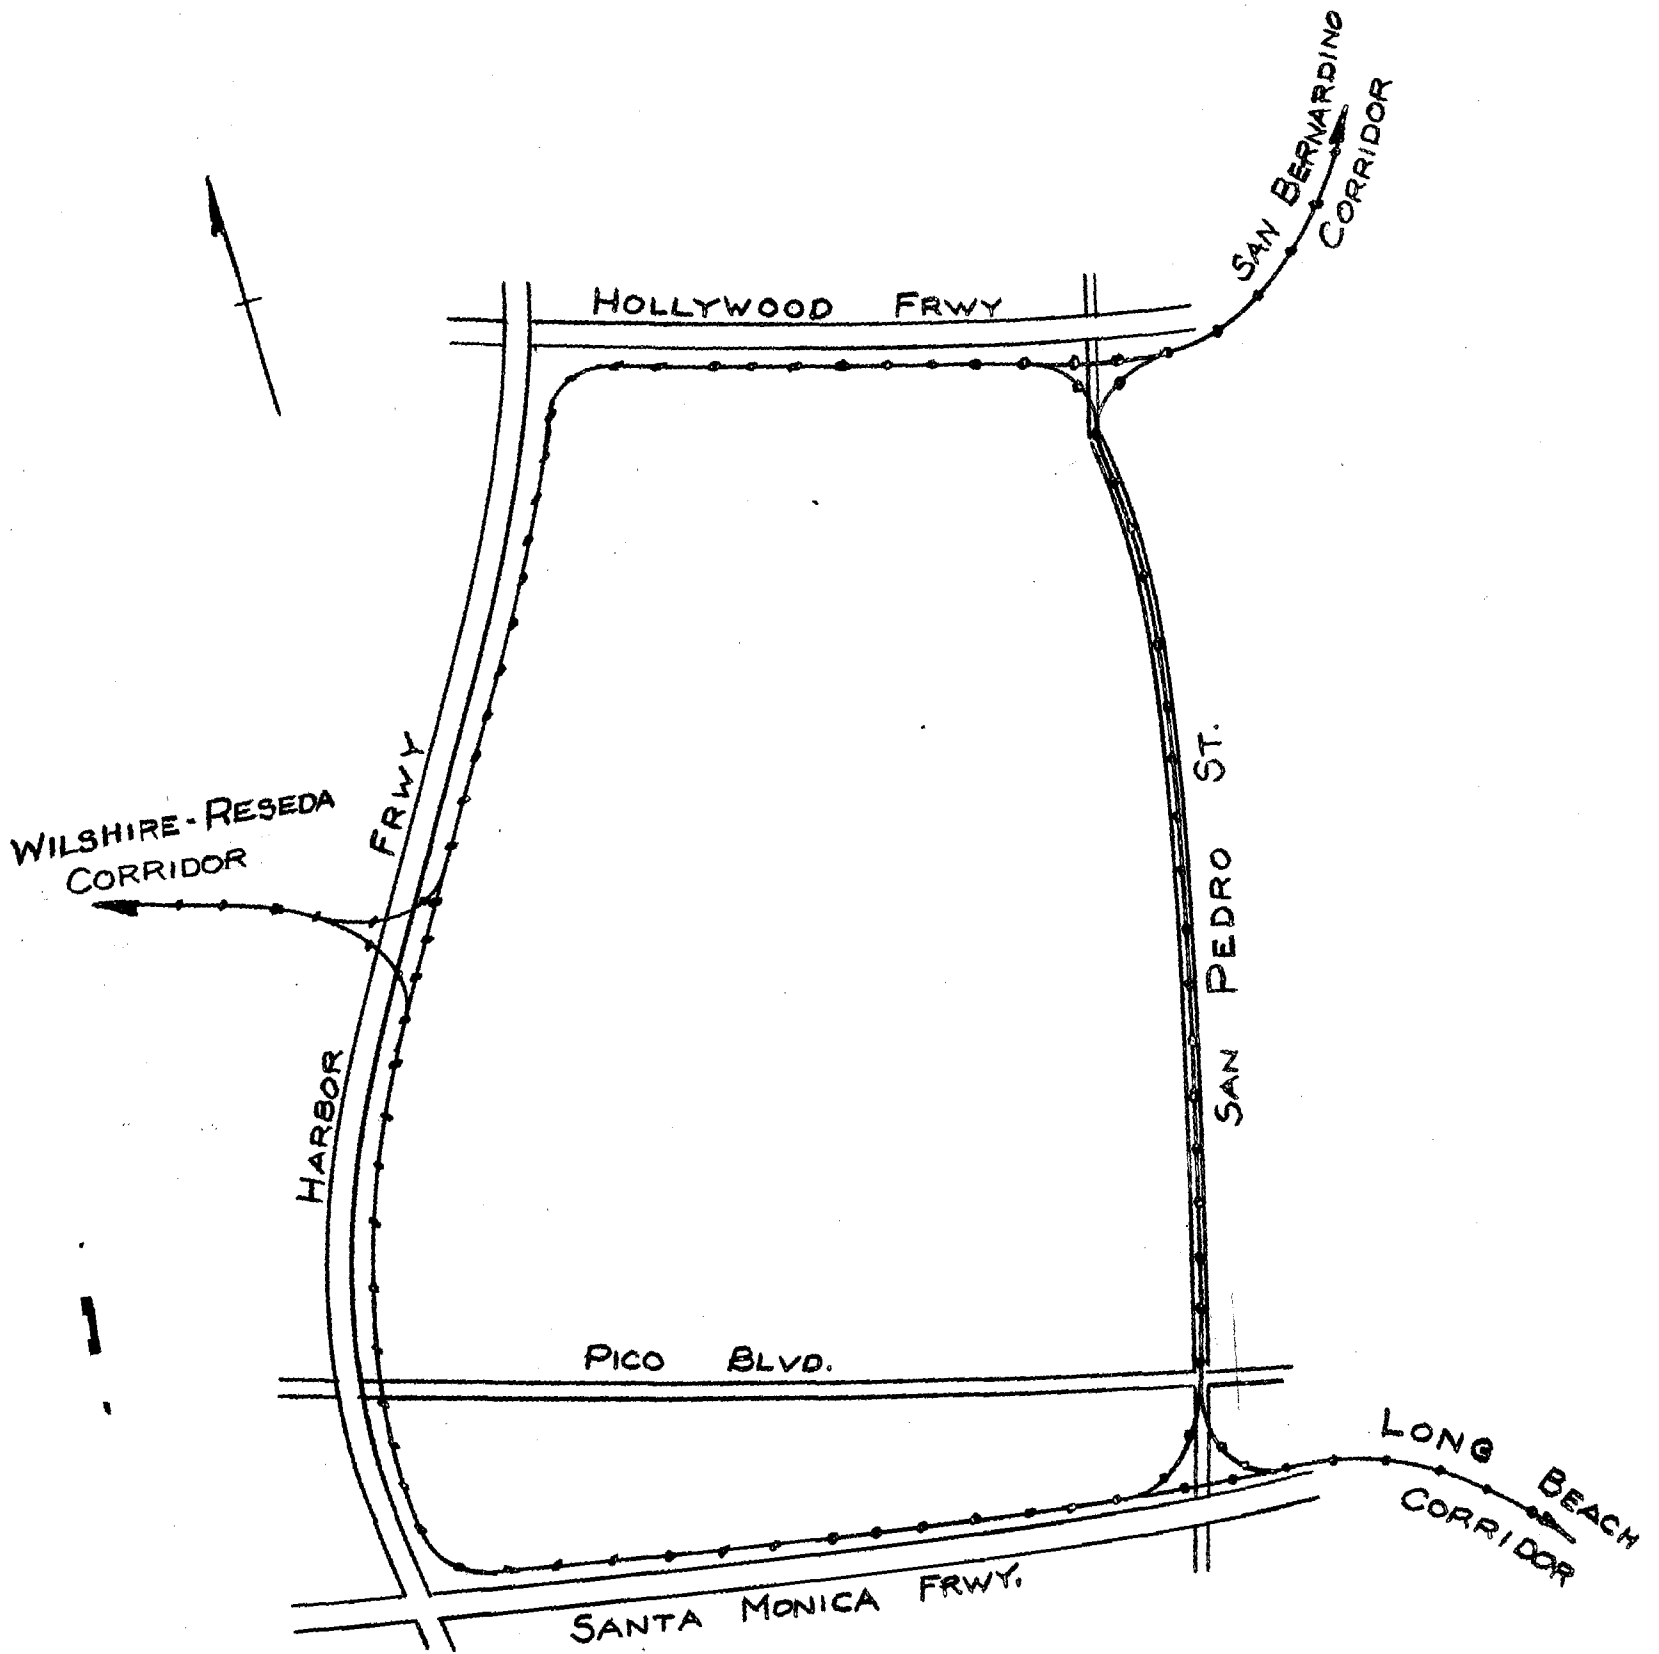 SAN BERNARDINO
CORRIDOR
HOLLYWOOD FRWY
HARBOR FRWY
WILSHIRE-RESEDA
CORRIDOR
SAN PEDRO ST.
PICO BLVD.
LONG BEACH
CORRIDOR
SANTA MONICA FRWY.